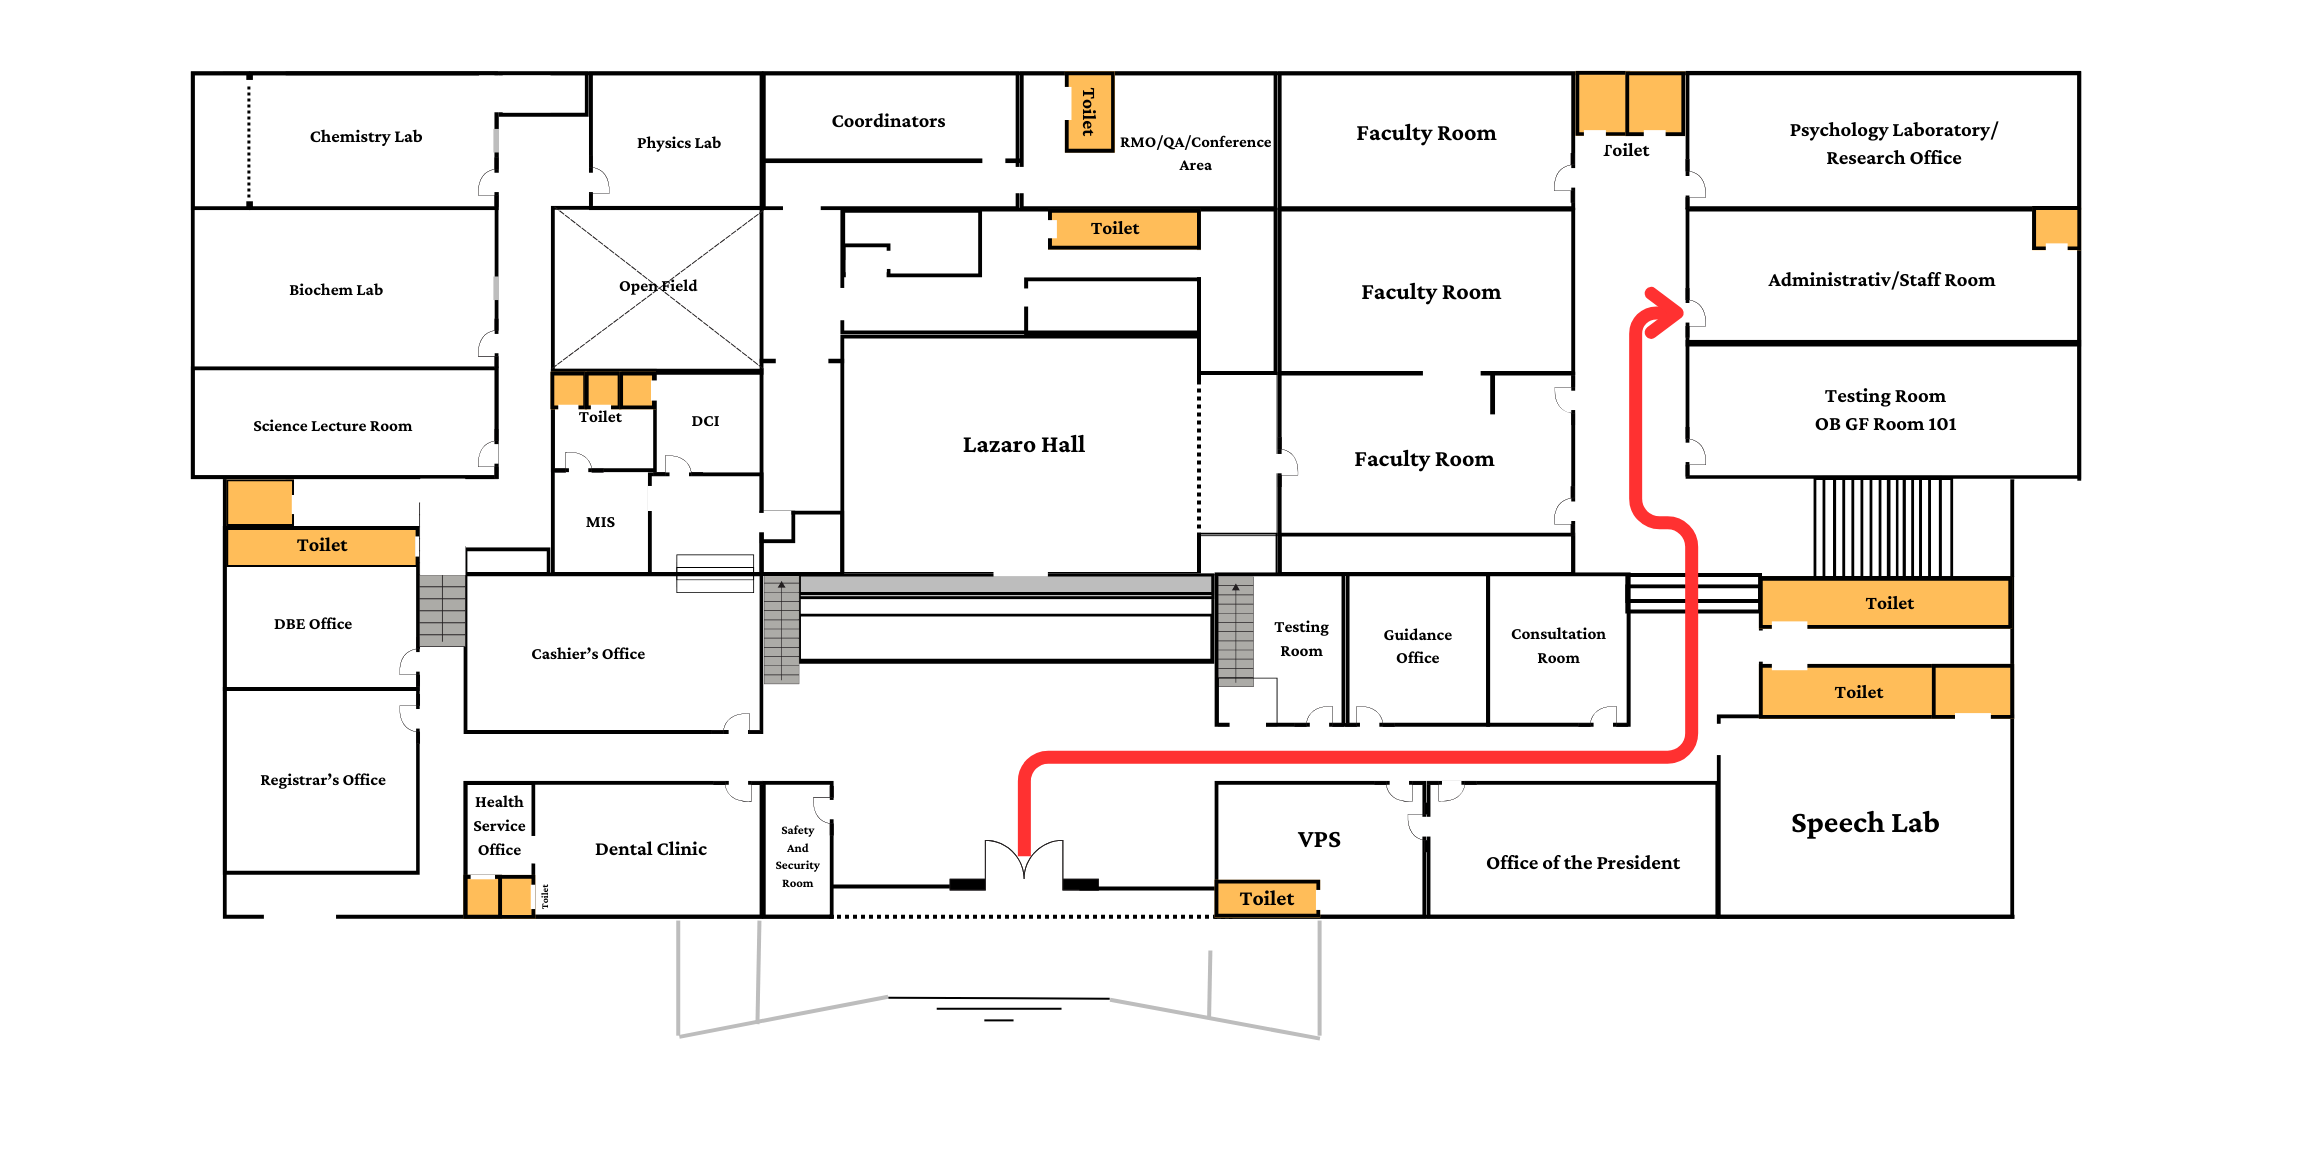 Chemistry Lab
Physics Lab
Coordinators
Toilet
RMO/QA/Conference
Area
Faculty Room
Toilet
Psychology Laboratory/
Research Office
Biochem Lab
Open Field
Toilet
Faculty Room
Administrativ/Staff Room
Science Lecture Room
Toilet
DCI
Lazaro Hall
Faculty Room
Testing Room
OB GF Room 101
MIS
Toilet
DBE Office
Cashier's Office
Testing
Room
Guidance
Office
Consultation
Room
Toilet
Toilet
Registrar's Office
Health
Service
Office
Toilet
Dental Clinic
Safety
And
Security
Room
VPS
Toilet
Office of the President
Speech Lab